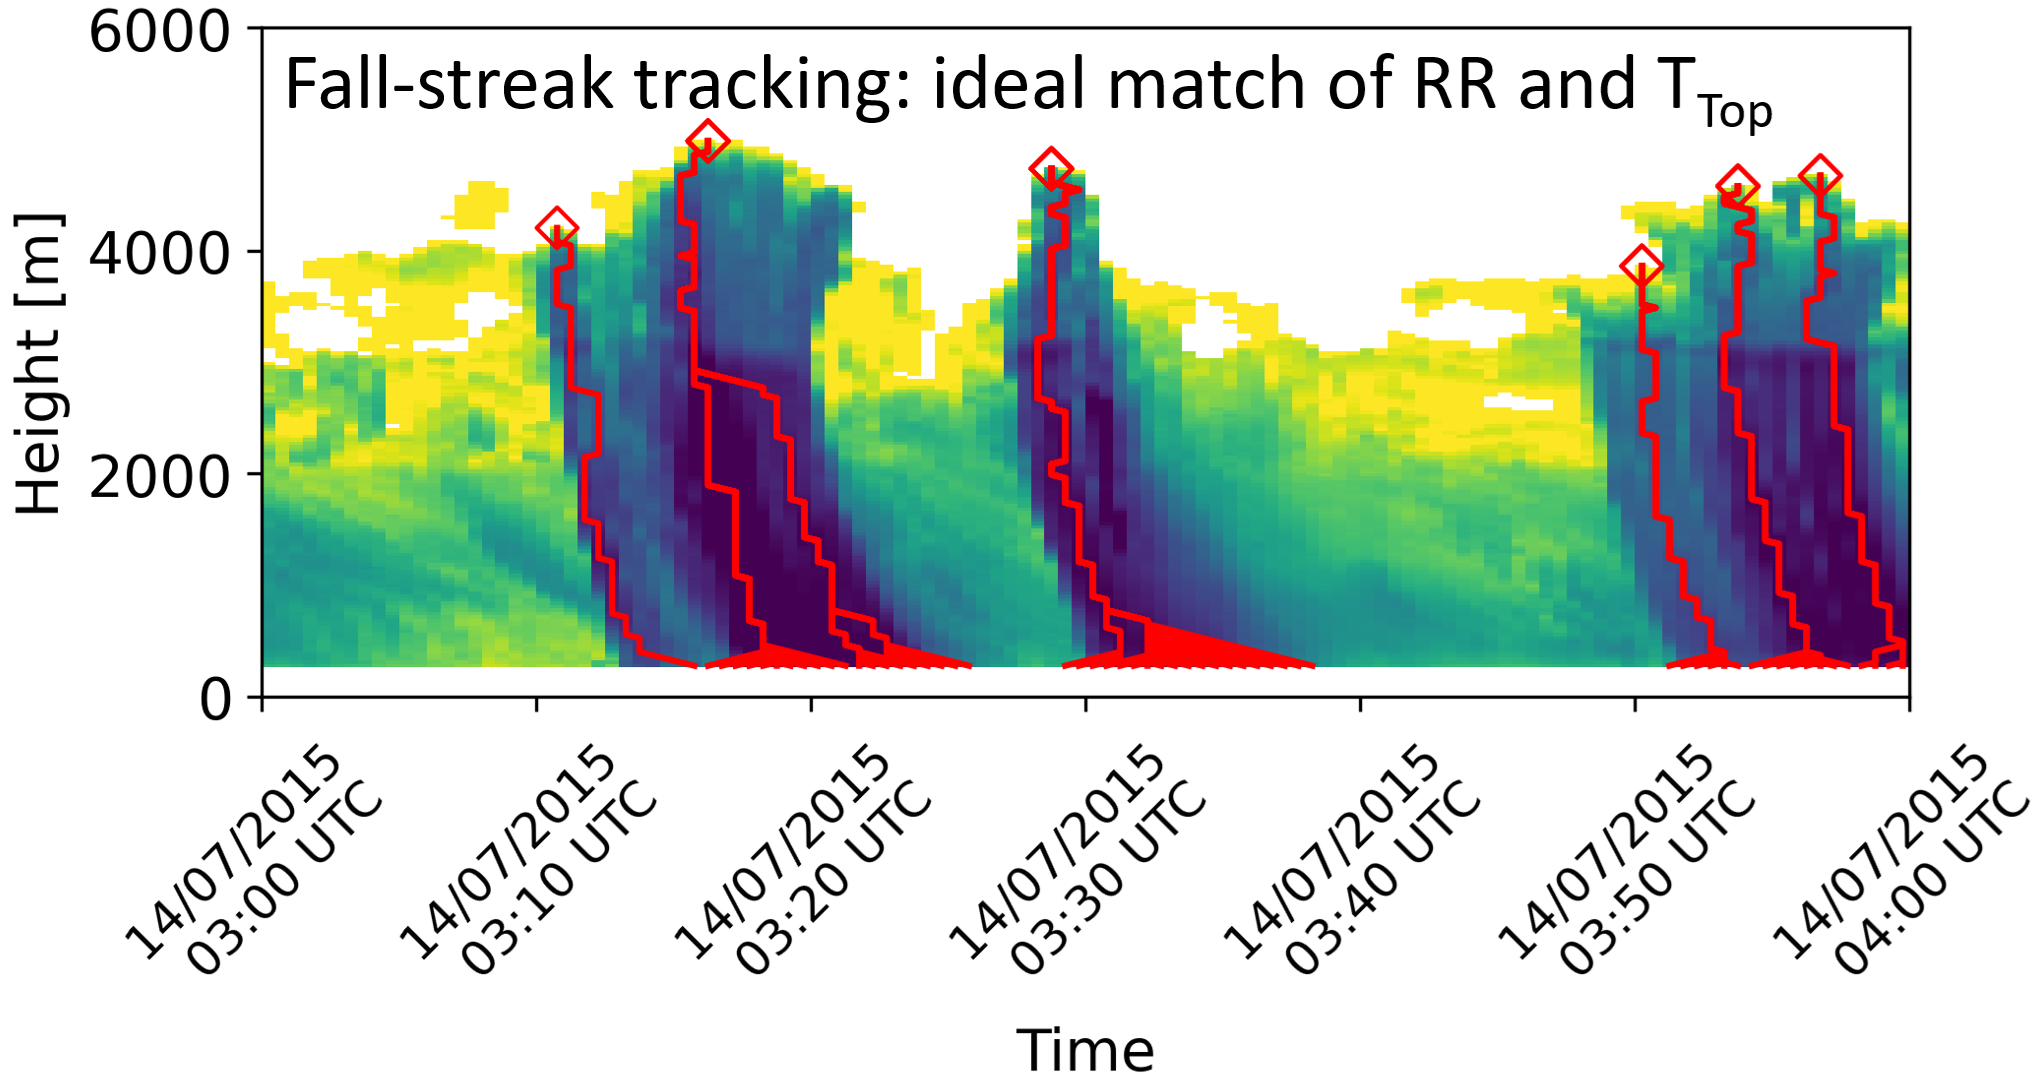 Fall-streak tracking: ideal match of RR and T_Top
6000
4000
2000
0
Height [m]
14/07/2015
03:00 UTC
14/07/2015
03:10 UTC
14/07/2015
03:20 UTC
14/07/2015
03:30 UTC
14/07/2015
03:40 UTC
14/07/2015
03:50 UTC
14/07/2015
04:00 UTC
Time